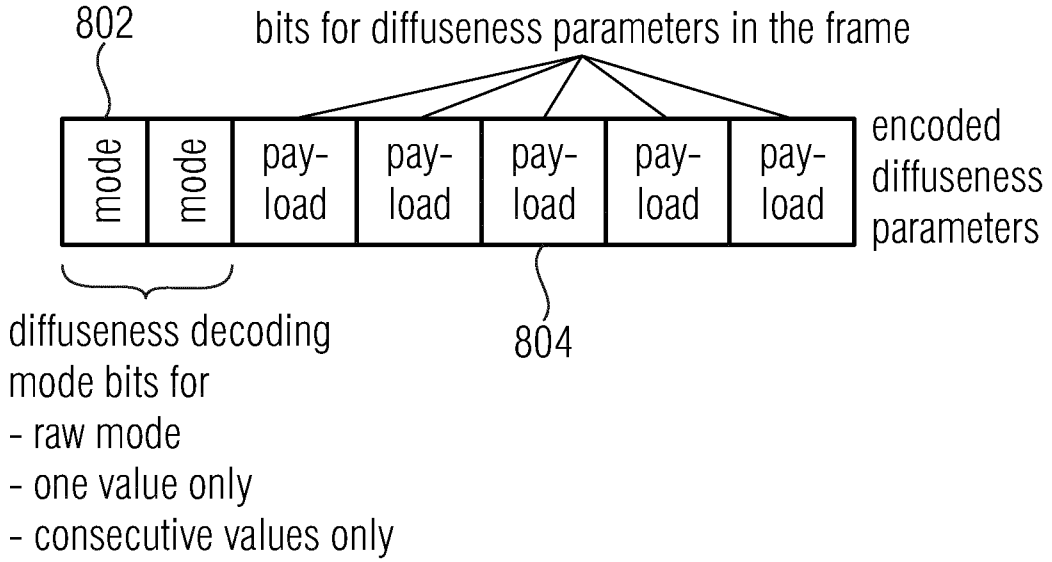 802
bits for diffuseness parameters in the frame
mode
mode
pay-
load
pay-
load
pay-
load
pay-
load
pay-
load
encoded
diffuseness
parameters
804
diffuseness decoding
mode bits for
- raw mode
- one value only
- consecutive values only